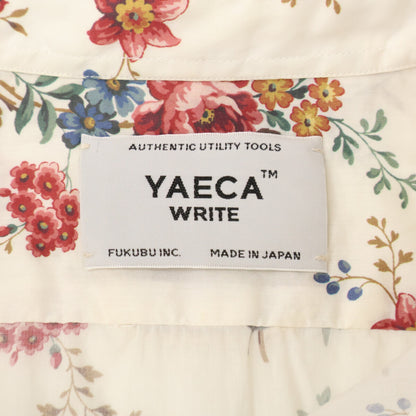 AUTHENTIC UTILITY TOOLS
YAECA™
WRITE
FUKUBU INC. MADE IN JAPAN